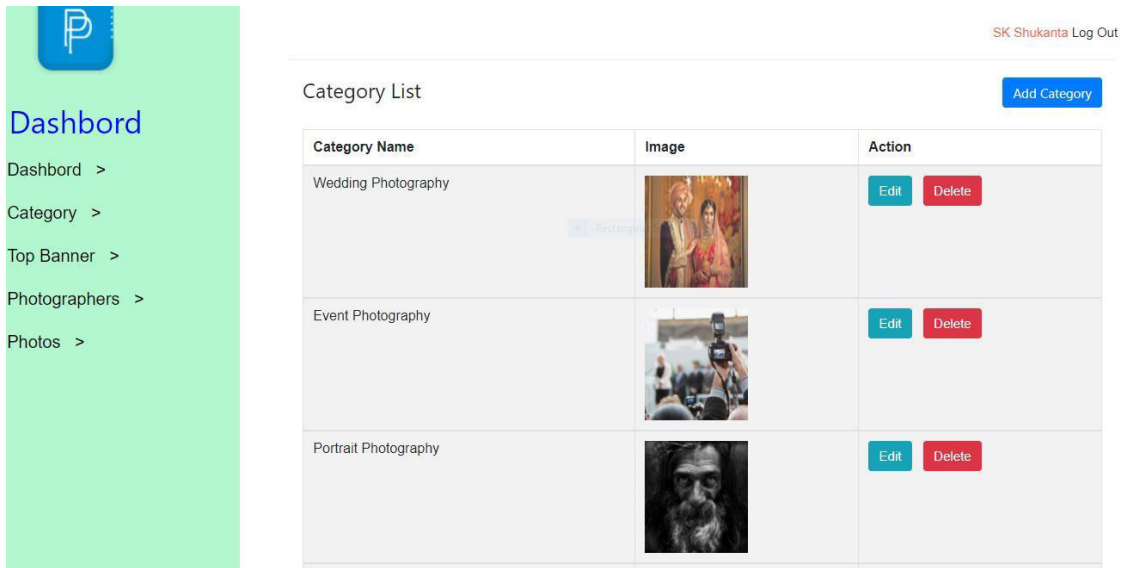 SK Shukanta Log Out
Dashbord
Dashbord >
Category >
Top Banner >
Photographers >
Photos >
Category List
Add Category
Category Name Image Action
Wedding Photography Edit Delete
Event Photography Edit Delete
Portrait Photography Edit Delete